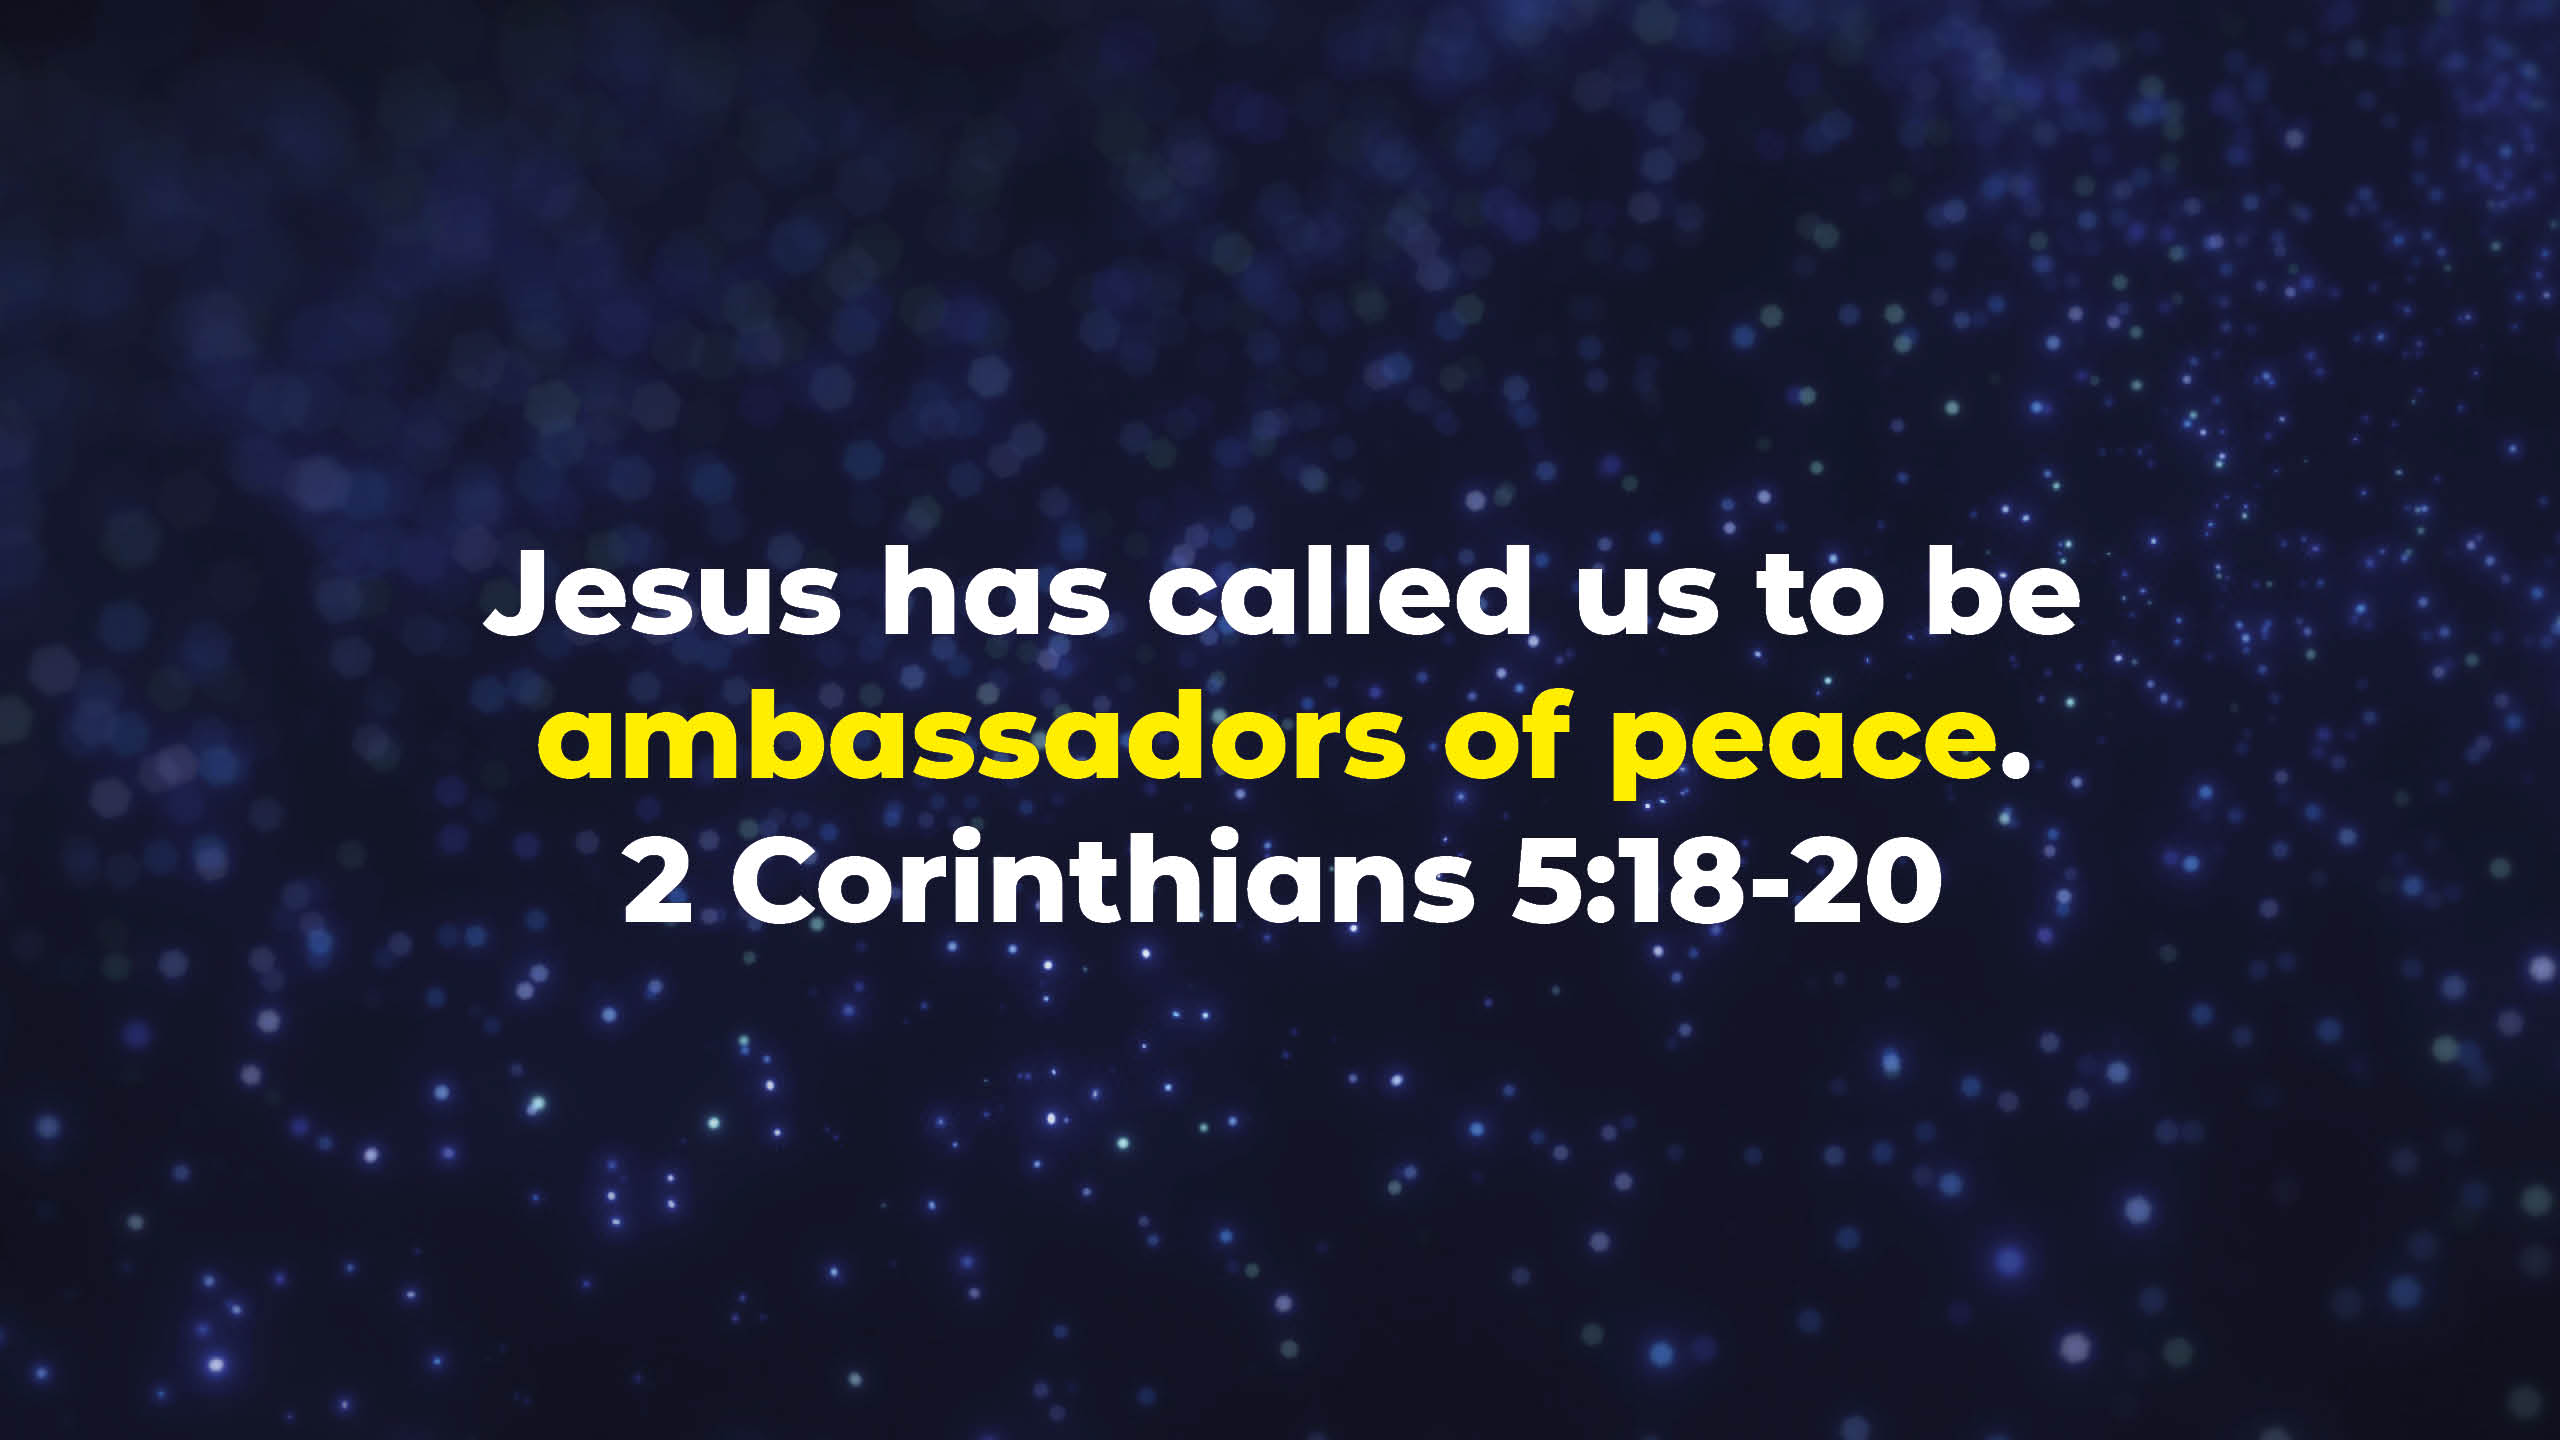 Jesus has called us to be
ambassadors of peace.
2 Corinthians 5:18-20